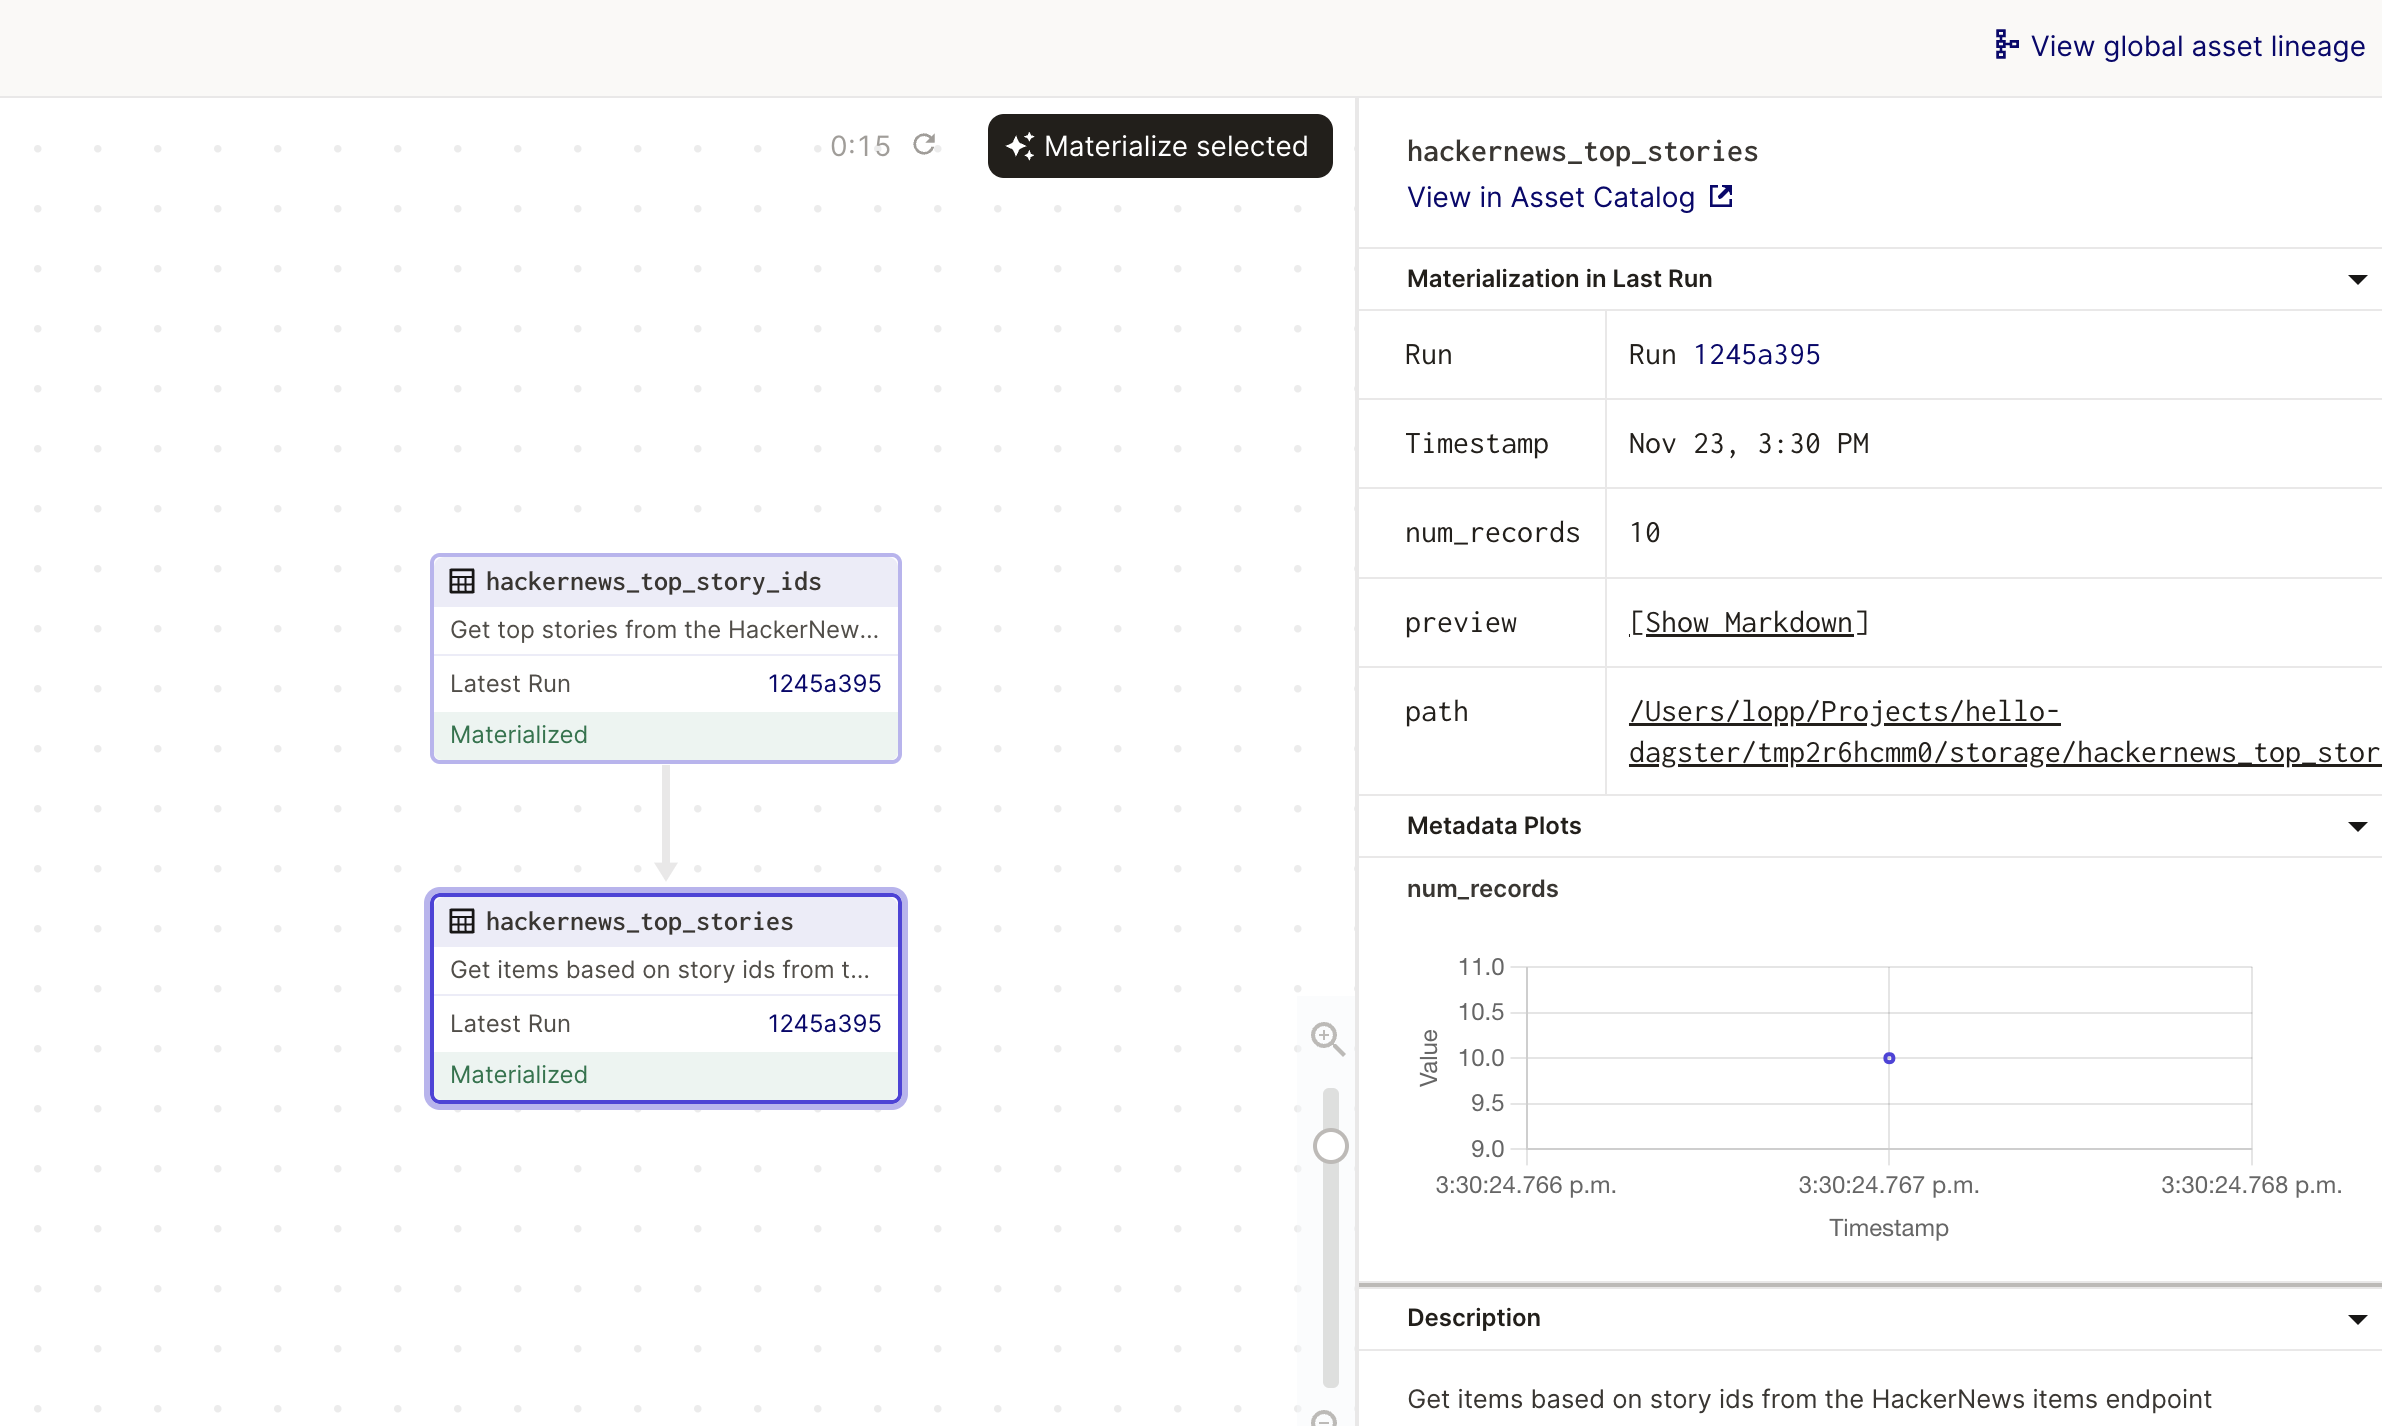 View global asset lineage
0:15
Materialize selected
hackernews_top_story_ids
Get top stories from the HackerNew...
Latest Run 1245a395
Materialized
hackernews_top_stories
Get items based on story ids from t...
Latest Run 1245a395
Materialized
hackernews_top_stories
View in Asset Catalog
Materialization in Last Run
Run Run 1245a395
Timestamp Nov 23, 3:30 PM
num_records 10
preview [Show Markdown]
path /Users/lopp/Projects/hello-
dagster/tmp2r6hcmm0/storage/hackernews_top_stor
Metadata Plots
num_records
11.0
10.5
10.0
9.5
9.0
Value
3:30:24.766 p.m. 3:30:24.767 p.m. 3:30:24.768 p.m.
Timestamp
Description
Get items based on story ids from the HackerNews items endpoint